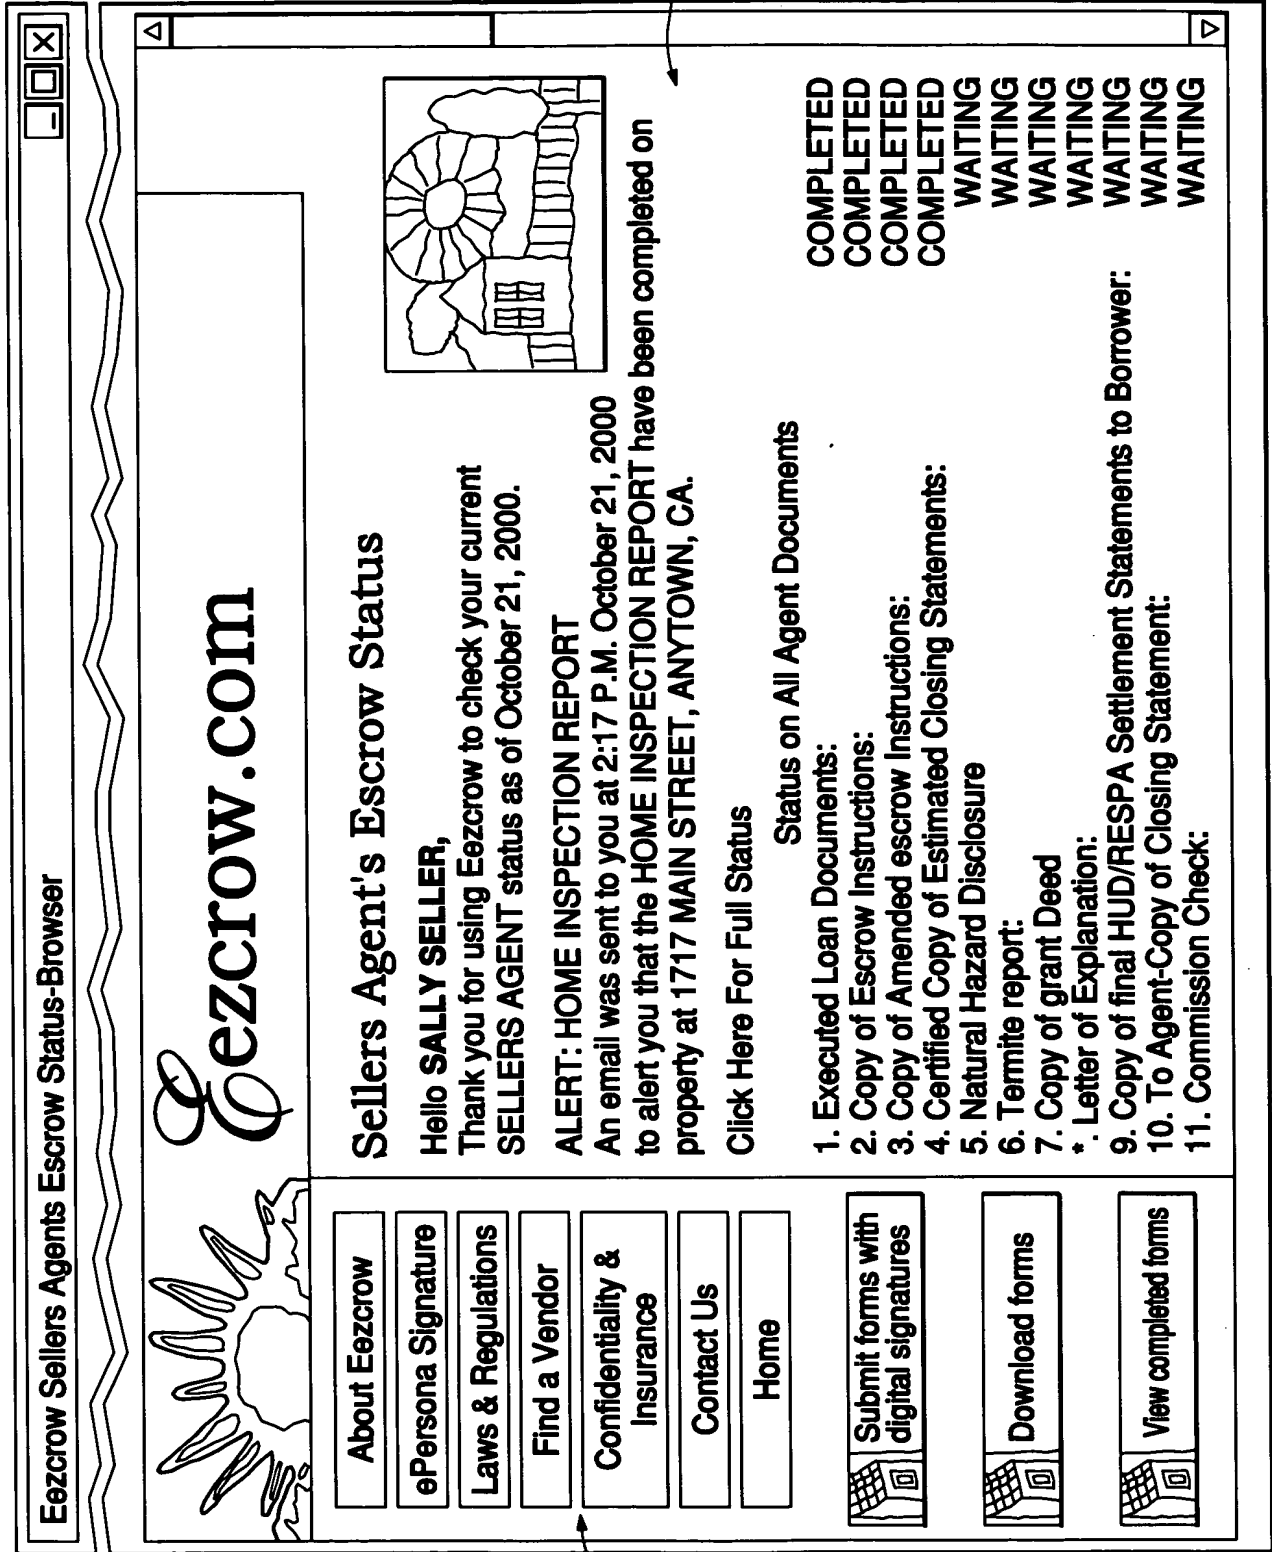 Eezcrow Sellers Agents Escrow Status-Browser
Eezcrow.com
About Eezcrow
ePersona Signature
Laws & Regulations
Find a Vendor
Confidentiality &
Insurance
Contact Us
Home
Submit forms with
digital signatures
Download forms
View completed forms
Sellers Agent's Escrow Status
Hello SALLY SELLER,
Thank you for using Eezcrow to check your current
SELLERS AGENT status as of October 21, 2000.
ALERT: HOME INSPECTION REPORT
An email was sent to you at 2:17 P.M. October 21, 2000
to alert you that the HOME INSPECTION REPORT have been completed on
property at 1717 MAIN STREET, ANYTOWN, CA.
Click Here For Full Status
Status on All Agent Documents
1. Executed Loan Documents: COMPLETED
2. Copy of Escrow Instructions: COMPLETED
3. Copy of Amended escrow Instructions: COMPLETED
4. Certified Copy of Estimated Closing Statements: COMPLETED
5. Natural Hazard Disclosure WAITING
6. Termite report: WAITING
7. Copy of grant Deed WAITING
*. Letter of Explanation: WAITING
9. Copy of final HUD/RESPA Settlement Statements to Borrower: WAITING
10. To Agent-Copy of Closing Statement: WAITING
11. Commission Check: WAITING